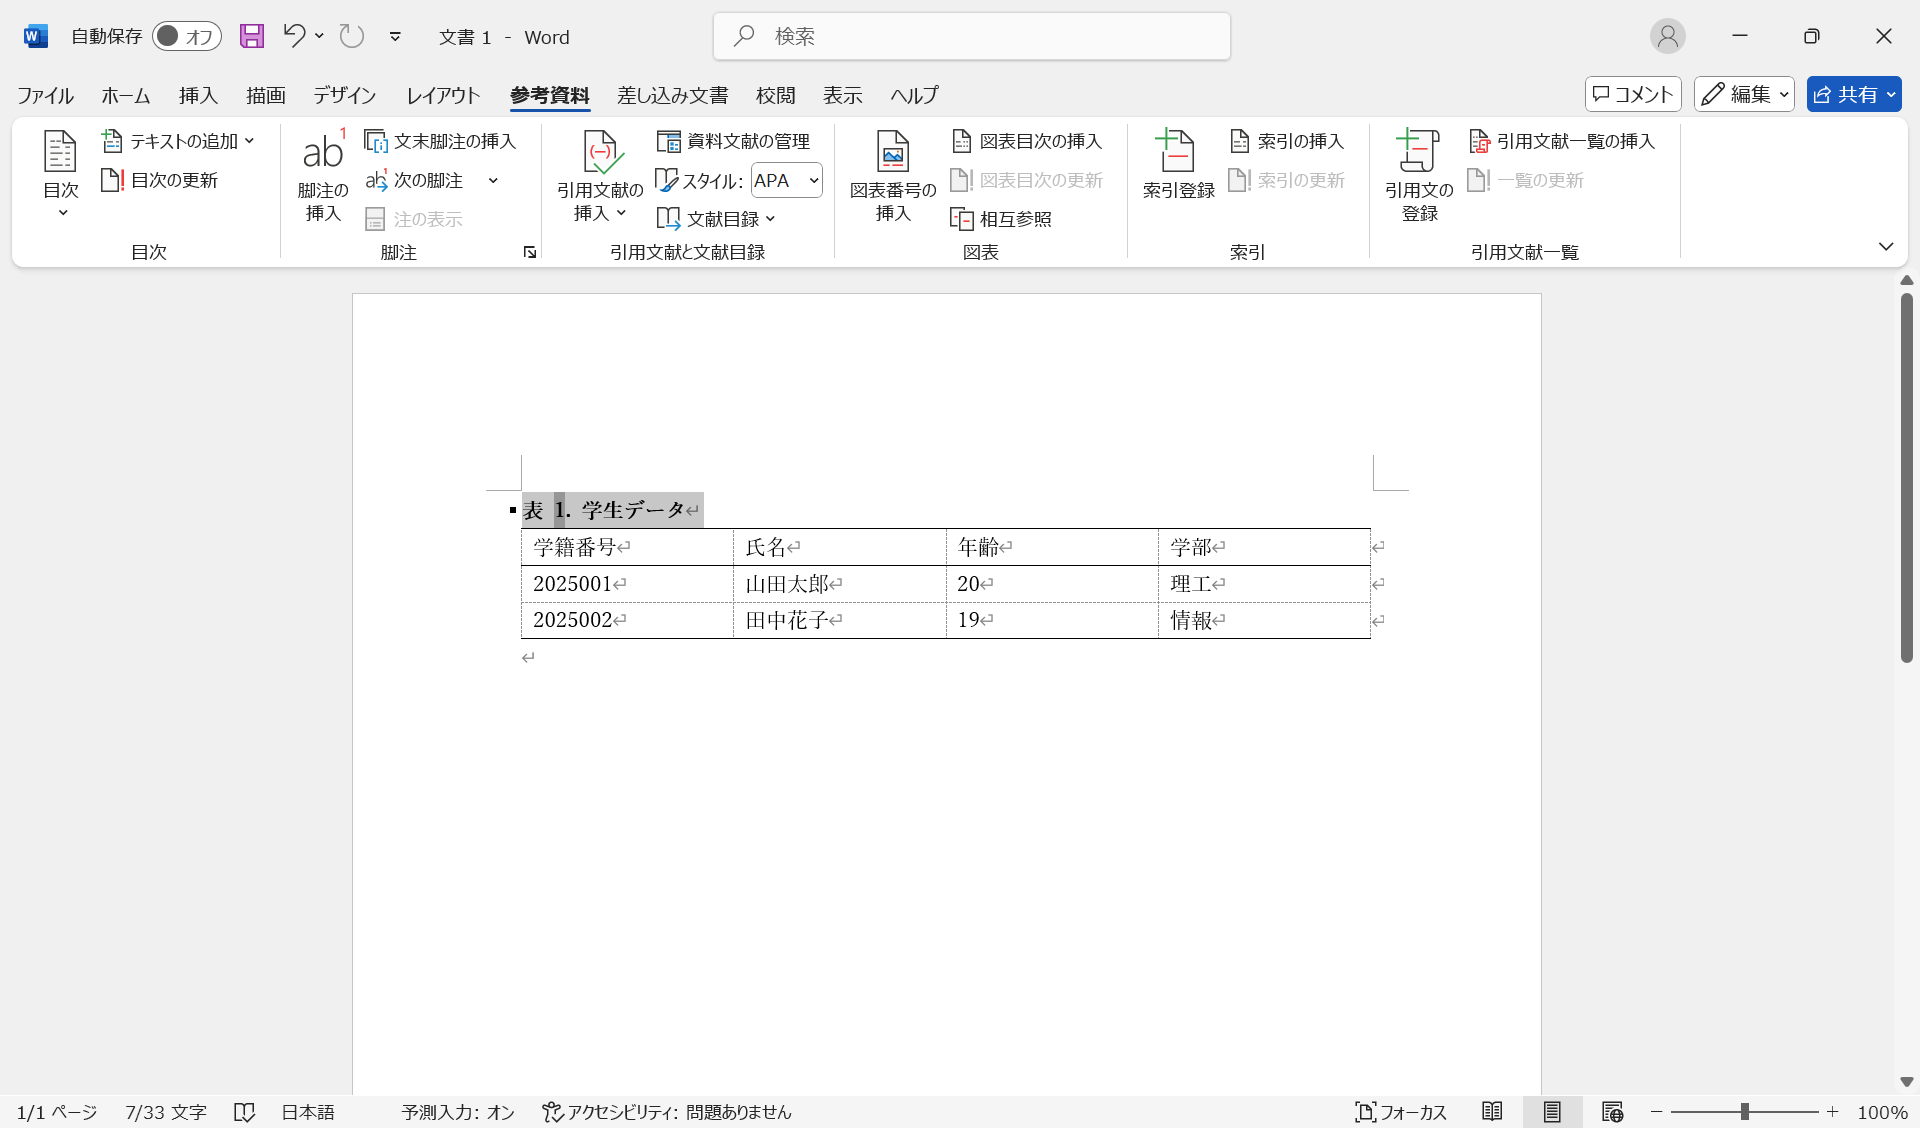 自動保存 オフ 文書 1 - Word 検索
ファイル ホーム 挿入 描画 デザイン レイアウト 参考資料 差し込み文書 校閲 表示 ヘルプ コメント 編集 共有
目次
テキストの追加
目次の更新
目次
脚注の
挿入
文末脚注の挿入
次の脚注
注の表示
脚注
引用文献の
挿入
資料文献の管理
スタイル: APA
文献目録
引用文献と文献目録
図表番号の
挿入
図表目次の挿入
図表目次の更新
相互参照
図表
索引登録
索引の挿入
索引の更新
索引
引用文の
登録
引用文献一覧の挿入
一覧の更新
引用文献一覧
表 1. 学生データ
学籍番号 氏名 年齢 学部
2025001 山田太郎 20 理工
2025002 田中花子 19 情報
1/1 ページ 7/33 文字 日本語 予測入力: オン アクセシビリティ: 問題ありません フォーカス 100%